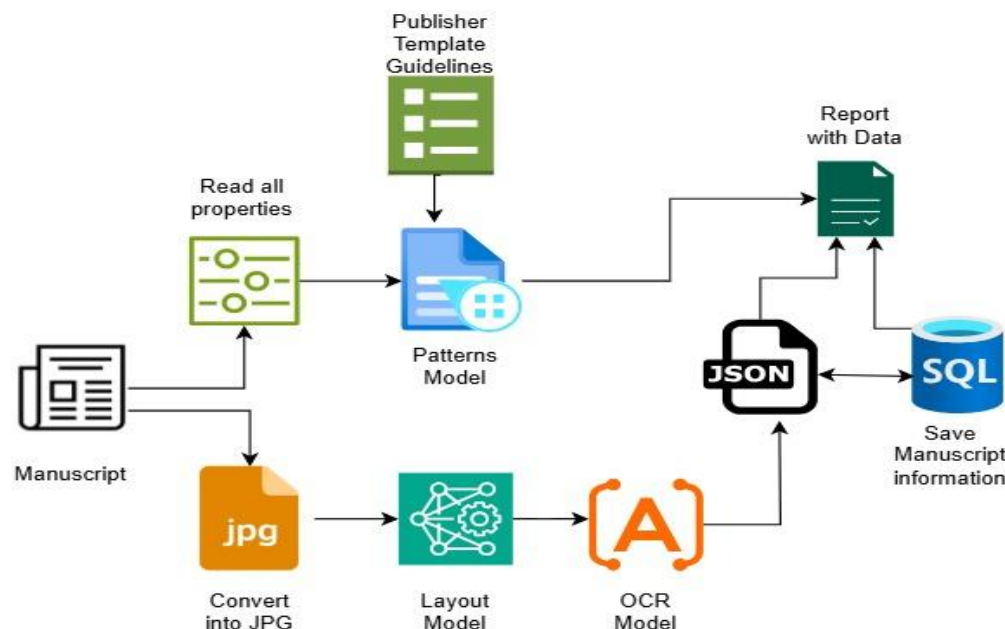 Publisher
Template
Guidelines
Report
with Data
Read all
properties
Patterns
Model
JSON
SQL
Manuscript
Save
Manuscript
information
jpg
A
Convert
into JPG
Layout
Model
OCR
Model